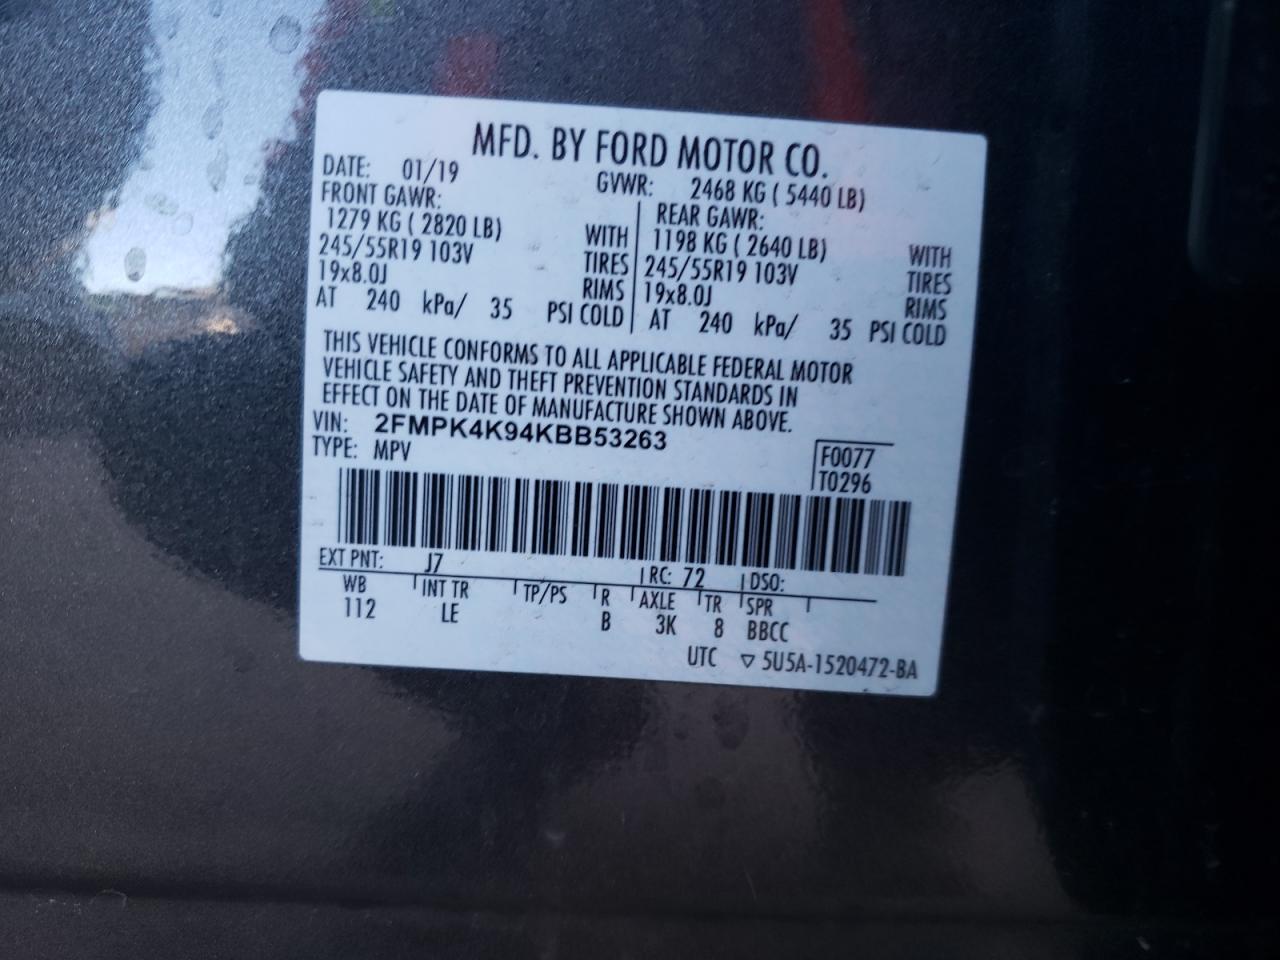 MFD. BY FORD MOTOR CO.
DATE: 01/19 GVWR: 2468 KG ( 5440 LB)
FRONT GAWR: REAR GAWR:
1279 KG ( 2820 LB) WITH 1198 KG ( 2640 LB) WITH
245/55R19 103V TIRES 245/55R19 103V TIRES
19x8.0J RIMS 19x8.0J RIMS
AT 240 kPa/ 35 PSI COLD AT 240 kPa/ 35 PSI COLD
THIS VEHICLE CONFORMS TO ALL APPLICABLE FEDERAL MOTOR
VEHICLE SAFETY AND THEFT PREVENTION STANDARDS IN
EFFECT ON THE DATE OF MANUFACTURE SHOWN ABOVE.
VIN: 2FMPK4K94KBB53263
TYPE: MPV F0077
T0296
EXT PNT: J7 RC: 72 DSO:
WB INT TR TP/PS R AXLE TR SPR
112 LE B 3K 8 BBCC
UTC ▽ 5U5A-1520472-BA